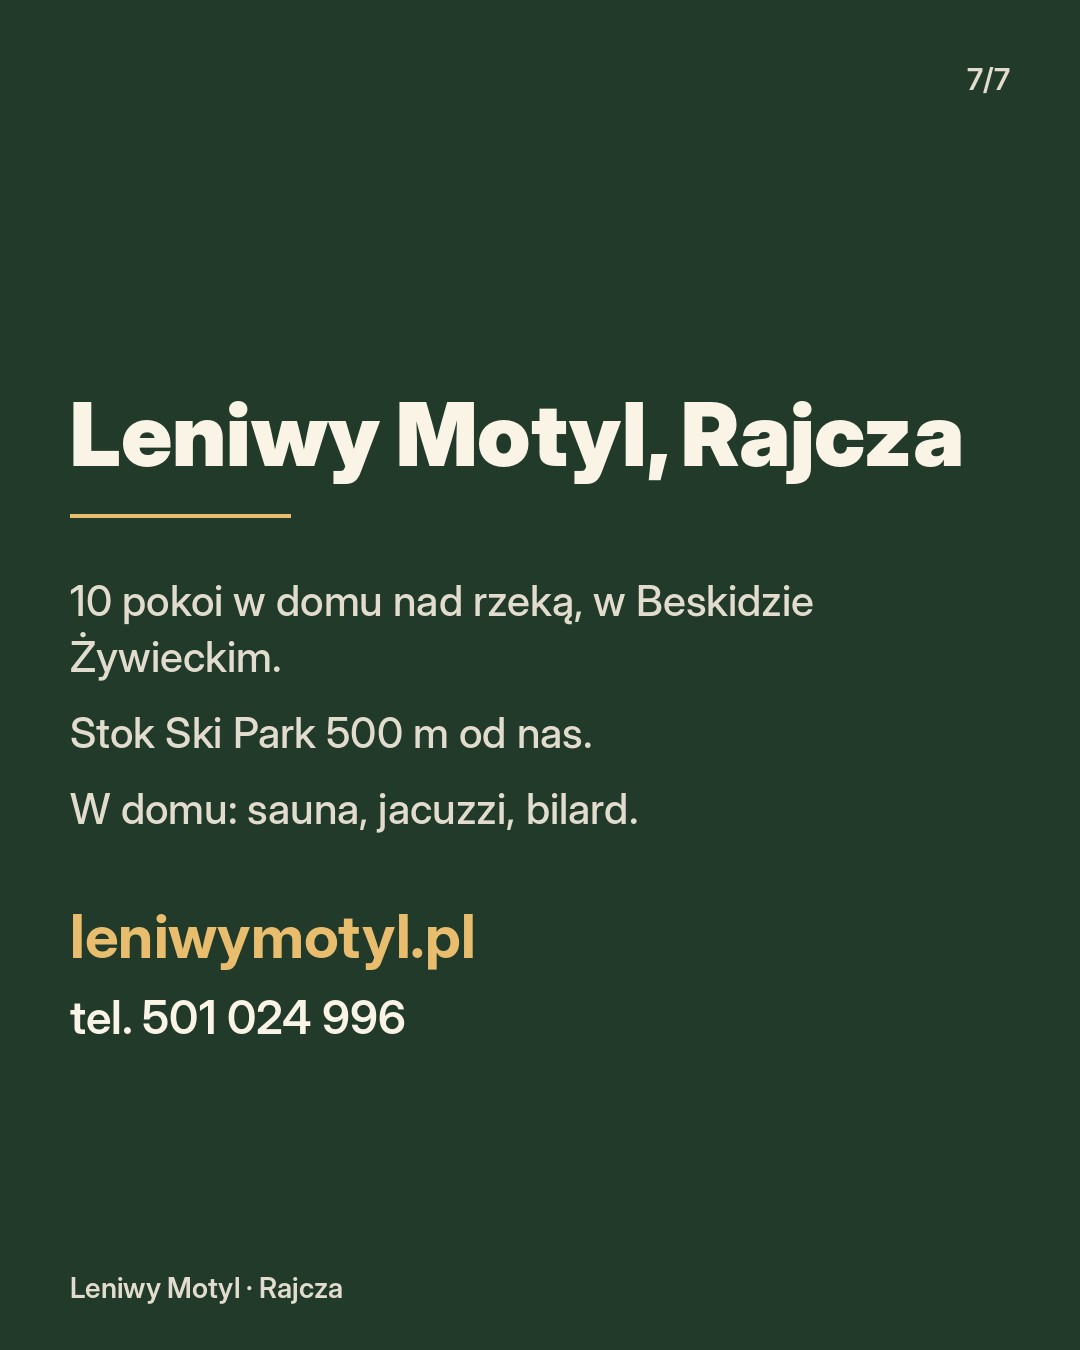 7/7
Leniwy Motyl, Rajcza
10 pokoi w domu nad rzeką, w Beskidzie
Żywieckim.
Stok Ski Park 500 m od nas.
W domu: sauna, jacuzzi, bilard.
leniwymotyl.pl
tel. 501 024 996
Leniwy Motyl · Rajcza